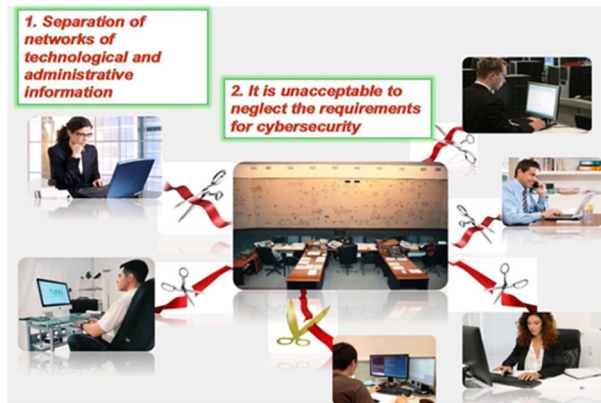 1. Separation of
networks of
technological and
administrative
information
2. It is unacceptable to
neglect the requirements
for cybersecurity